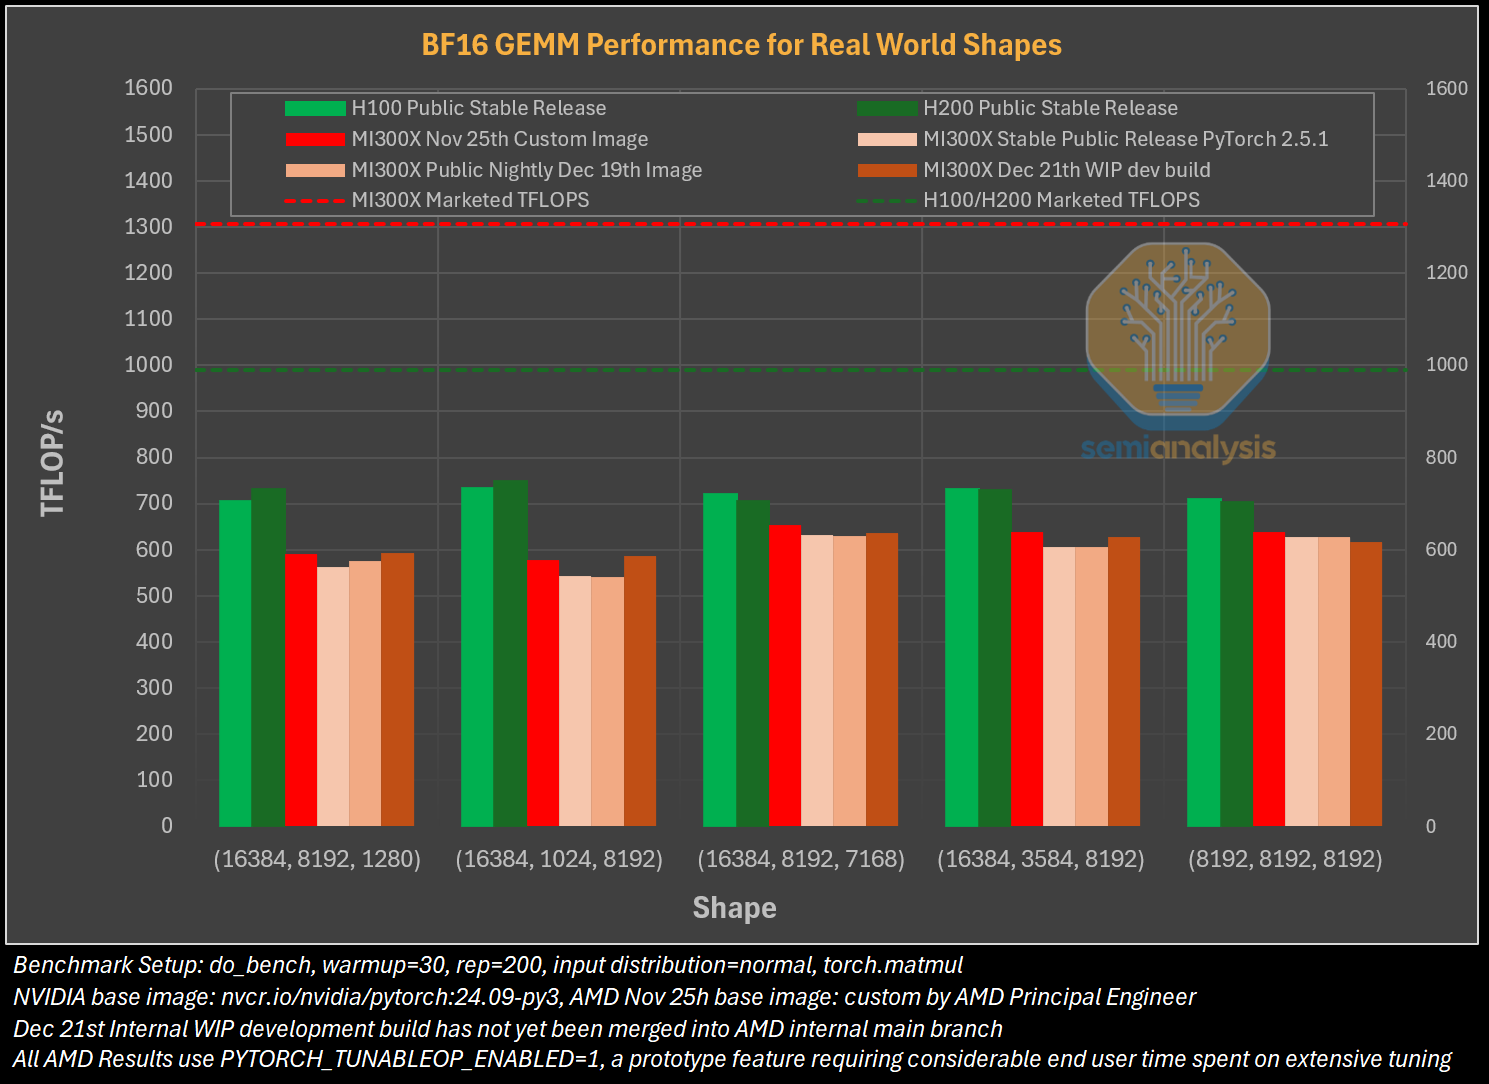 BF16 GEMM Performance for Real World Shapes
1600 1600
H100 Public Stable Release H200 Public Stable Release
1500
MI300X Nov 25th Custom Image MI300X Stable Public Release PyTorch 2.5.1
MI300X Public Nightly Dec 19th Image MI300X Dec 21th WIP dev build
1400 1400
MI300X Marketed TFLOPS H100/H200 Marketed TFLOPS
1300
1200 1200
1100
1000 1000
900
semianalysis
800 800
TFLOP/s
700
600 600
500
400 400
300
200 200
100
0 0
(16384, 8192, 1280) (16384, 1024, 8192) (16384, 8192, 7168) (16384, 3584, 8192) (8192, 8192, 8192)
Shape
Benchmark Setup: do_bench, warmup=30, rep=200, input distribution=normal, torch.matmul
NVIDIA base image: nvcr.io/nvidia/pytorch:24.09-py3, AMD Nov 25h base image: custom by AMD Principal Engineer
Dec 21st Internal WIP development build has not yet been merged into AMD internal main branch
All AMD Results use PYTORCH_TUNABLEOP_ENABLED=1, a prototype feature requiring considerable end user time spent on extensive tuning